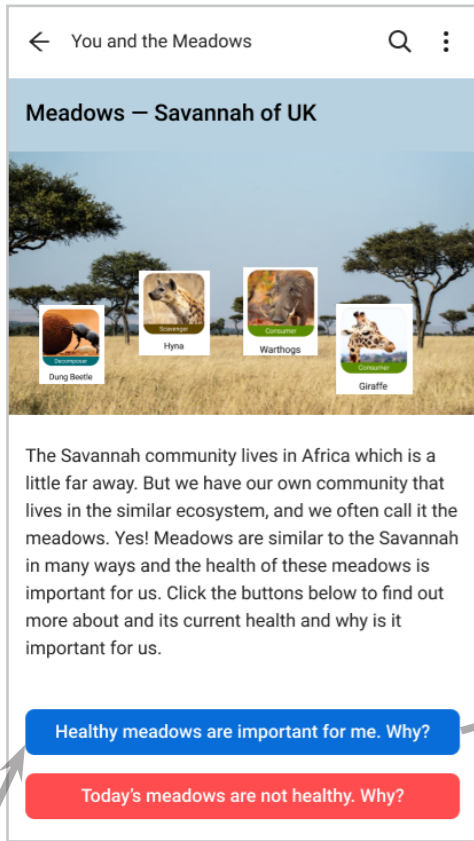 You and the Meadows
Meadows — Savannah of UK
Scavenger
Hyna
Consumer
Warthogs
Decomposer
Dung Beetle
Consumer
Giraffe
The Savannah community lives in Africa which is a
little far away. But we have our own community that
lives in the similar ecosystem, and we often call it the
meadows. Yes! Meadows are similar to the Savannah
in many ways and the health of these meadows is
important for us. Click the buttons below to find out
more about and its current health and why is it
important for us.
Healthy meadows are important for me. Why?
Today's meadows are not healthy. Why?